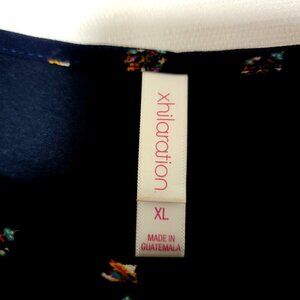 xhilaration
XL
MADE IN
GUATEMALA